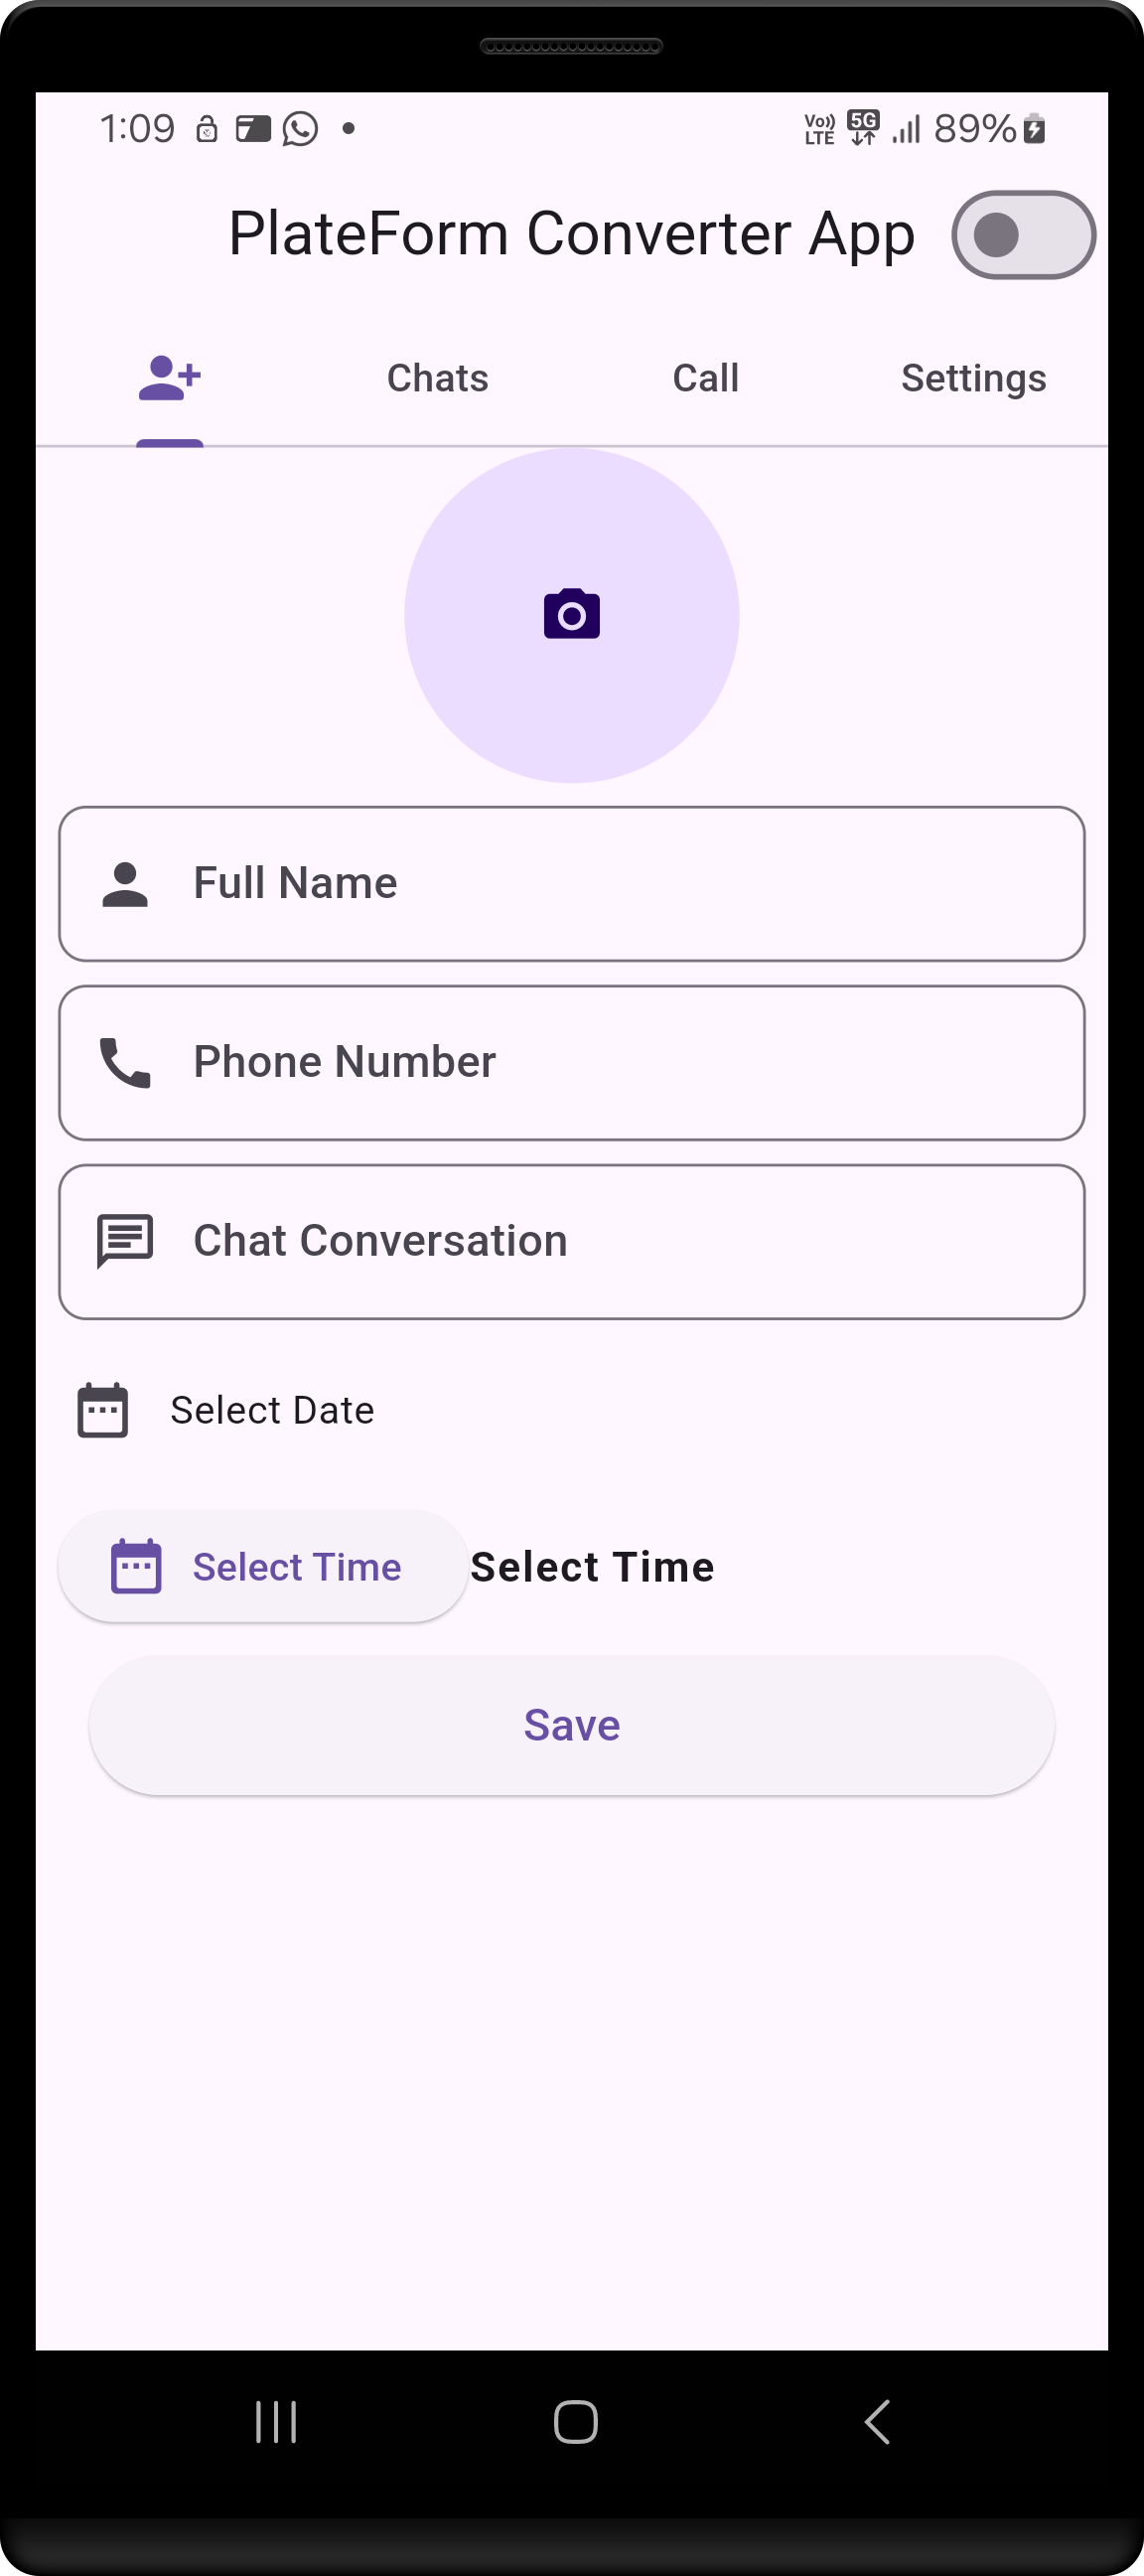 1:09 Vo)) LTE 5G 89%
PlateForm Converter App
Chats Call Settings
Full Name
Phone Number
Chat Conversation
Select Date
Select Time Select Time
Save